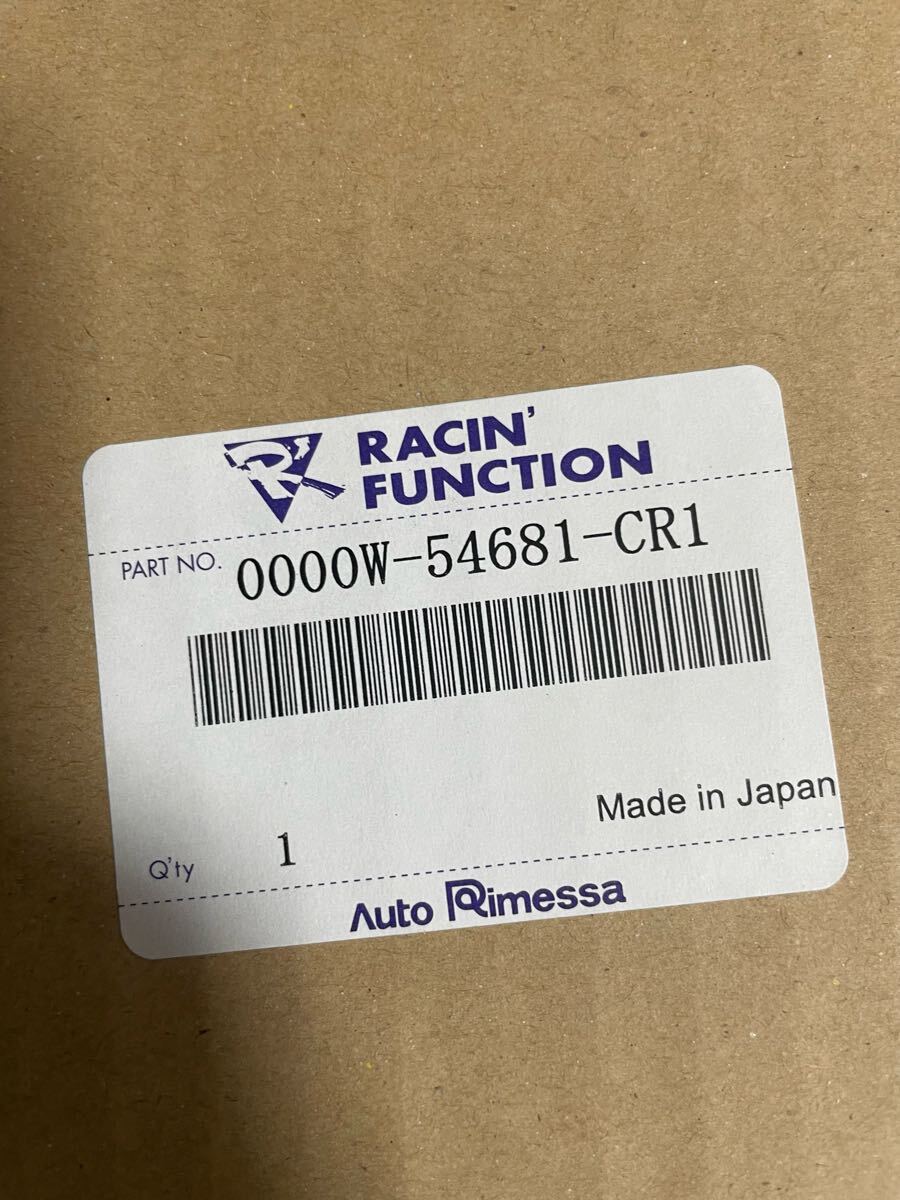 RACIN'
FUNCTION
PART NO. 0000W-54681-CR1
Made in Japan
Q'ty 1
Auto Rimessa